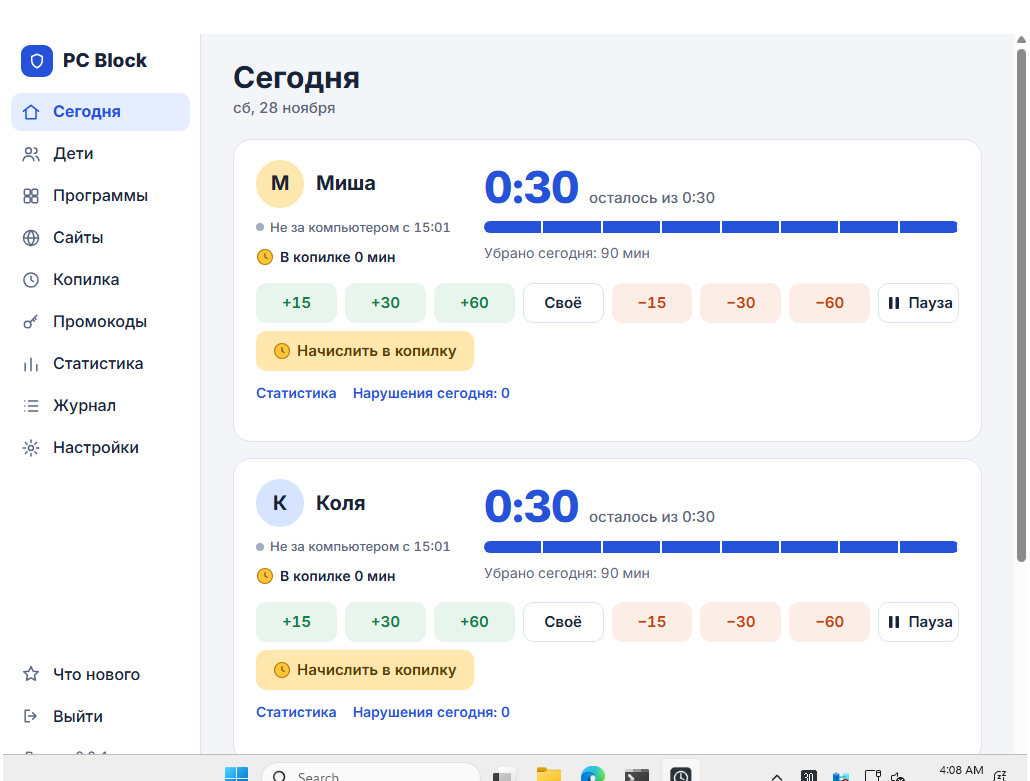 PC Block
Сегодня
Дети
Программы
Сайты
Копилка
Промокоды
Статистика
Журнал
Настройки
Что нового
Выйти
Сегодня
сб, 28 ноября
М
Миша
0:30 осталось из 0:30
Не за компьютером с 15:01
Убрано сегодня: 90 мин
В копилке 0 мин
+15 +30 +60 Своё −15 −30 −60 Пауза
Начислить в копилку
Статистика Нарушения сегодня: 0
К
Коля
0:30 осталось из 0:30
Не за компьютером с 15:01
Убрано сегодня: 90 мин
В копилке 0 мин
+15 +30 +60 Своё −15 −30 −60 Пауза
Начислить в копилку
Статистика Нарушения сегодня: 0
Search
30
4:08 AM